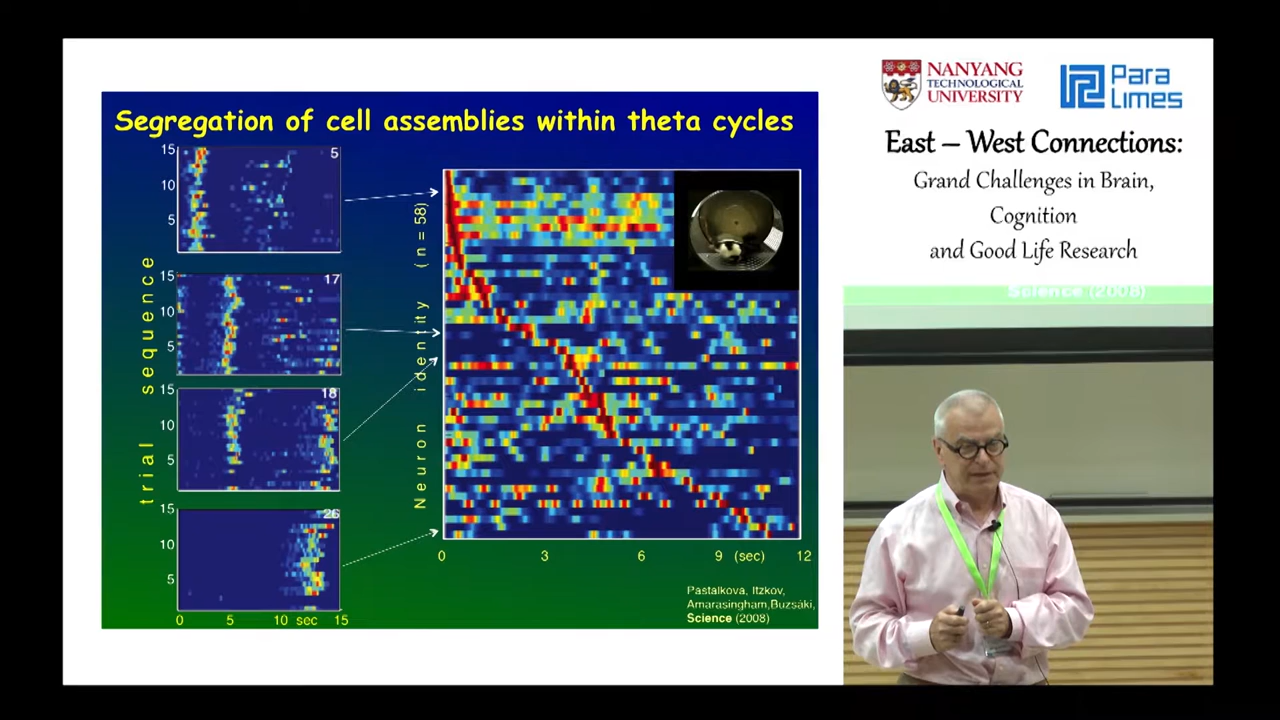 Segregation of cell assemblies within theta cycles
15
10
5
5
trial sequence
15
10
5
17
15
10
5
18
15
10
5
26
0 5 10 sec 15
Neuron identity (n = 58)
0 3 6 9 (sec) 12
Pastalkova, Itzkov,
Amarasingham,Buzsáki,
Science (2008)
NANYANG
TECHNOLOGICAL
UNIVERSITY
Para
Limes
East – West Connections:
Grand Challenges in Brain,
Cognition
and Good Life Research
Science (2008)